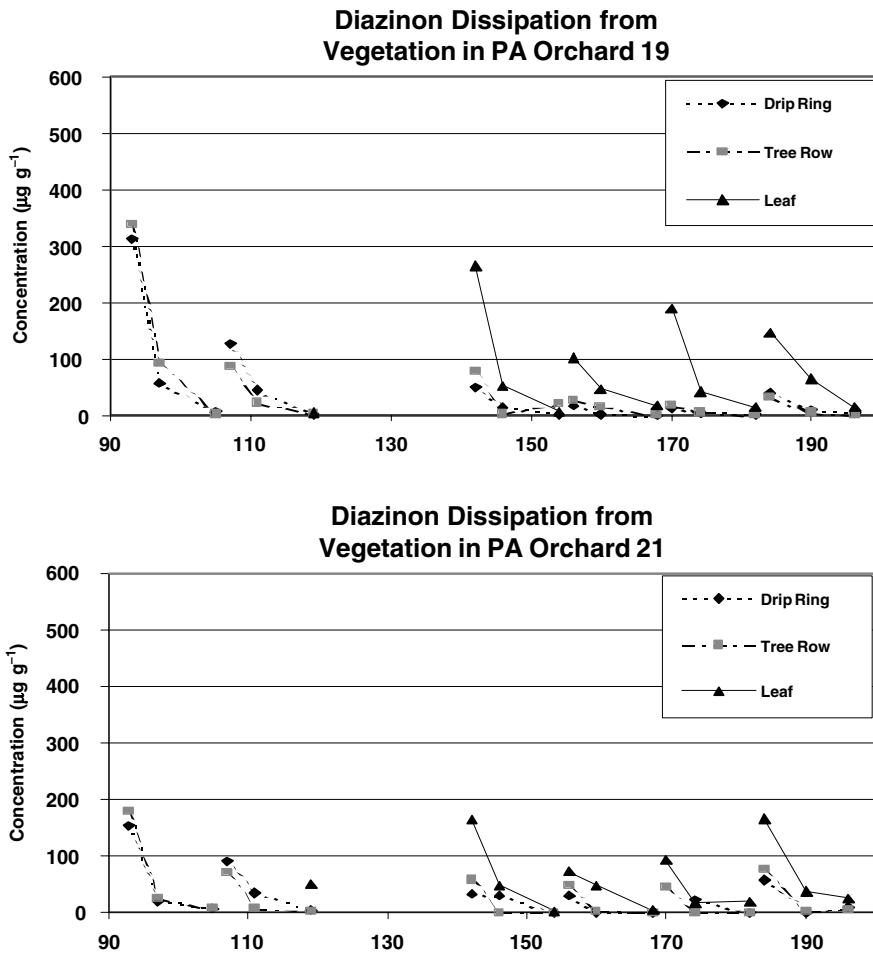 Diazinon Dissipation from
Vegetation in PA Orchard 19
Concentration (µg g⁻¹)
600
500
400
300
200
100
0
90 110 130 150 170 190
Drip Ring
Tree Row
Leaf
Diazinon Dissipation from
Vegetation in PA Orchard 21
Concentration (µg g⁻¹)
600
500
400
300
200
100
0
90 110 130 150 170 190
Drip Ring
Tree Row
Leaf